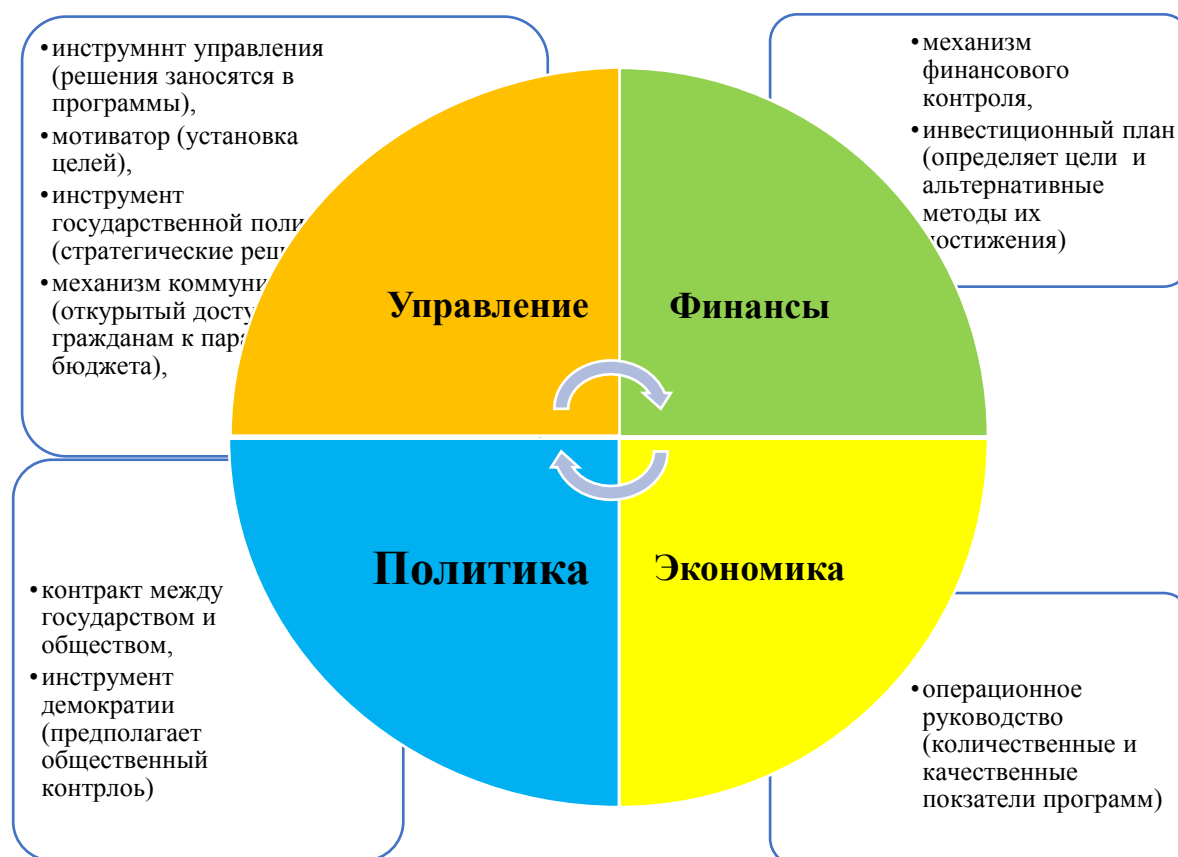 •инструмннт управления
(решения заносятся в
программы),
•мотиватор (установка
целей),
•инструмент
государственной поли
(стратегические реш
•механизм коммуни
(откурытый досту
гражданам к пара
бюджета),
•механизм
финансового
контроля,
•инвестиционный план
(определяет цели и
альтернативные
методы их
достижения)
Управление
Финансы
Политика
Экономика
•контракт между
государством и
обществом,
•инструмент
демократии
(предполагает
общественный
контрлоь)
•операционное
руководство
(количественные и
качественные
покзатели программ)